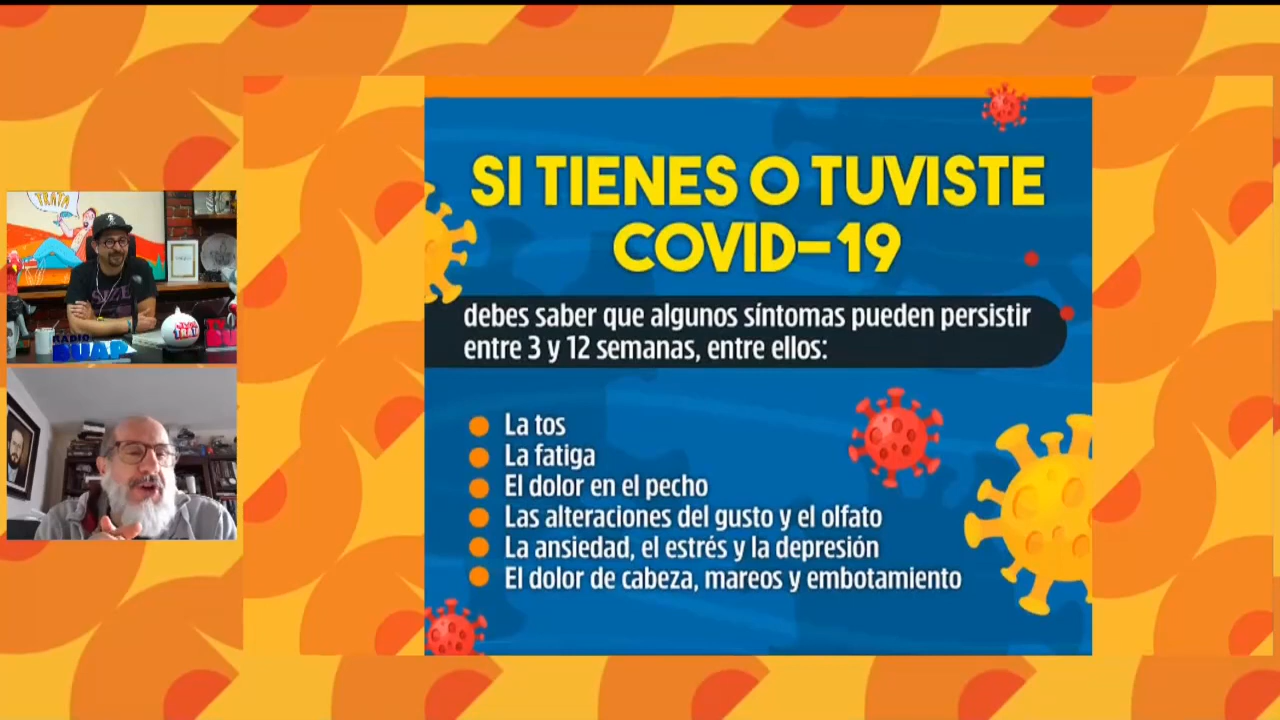 SI TIENES O TUVISTE
COVID-19
debes saber que algunos síntomas pueden persistir
entre 3 y 12 semanas, entre ellos:
La tos
La fatiga
El dolor en el pecho
Las alteraciones del gusto y el olfato
La ansiedad, el estrés y la depresión
El dolor de cabeza, mareos y embotamiento
TRATA
RADIO
BUAP
TRATA